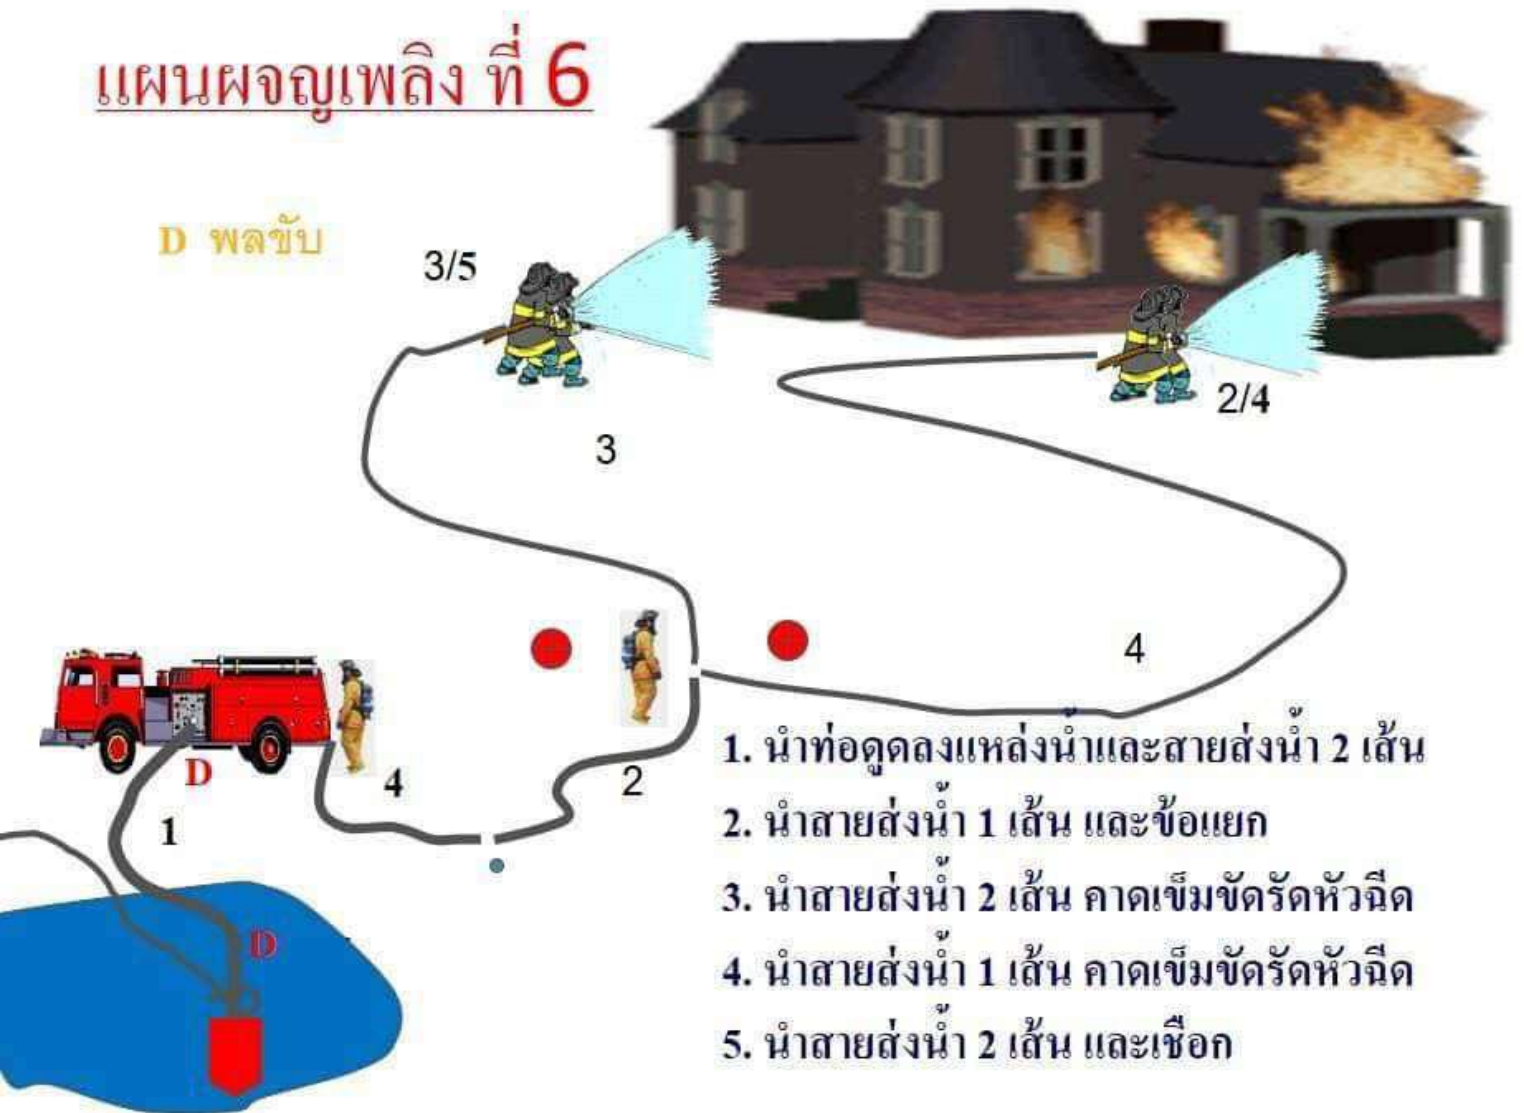 แผนผจญเพลิง ที่ 6
D พลขับ
3/5
2/4
3
4
D
4
2
1
D
1. นำท่อดูดลงแหล่งน้ำและสายส่งน้ำ 2 เส้น
2. นำสายส่งน้ำ 1 เส้น และข้อแยก
3. นำสายส่งน้ำ 2 เส้น คาดเข็มขัดรัดหัวฉีด
4. นำสายส่งน้ำ 1 เส้น คาดเข็มขัดรัดหัวฉีด
5. นำสายส่งน้ำ 2 เส้น และเชือก